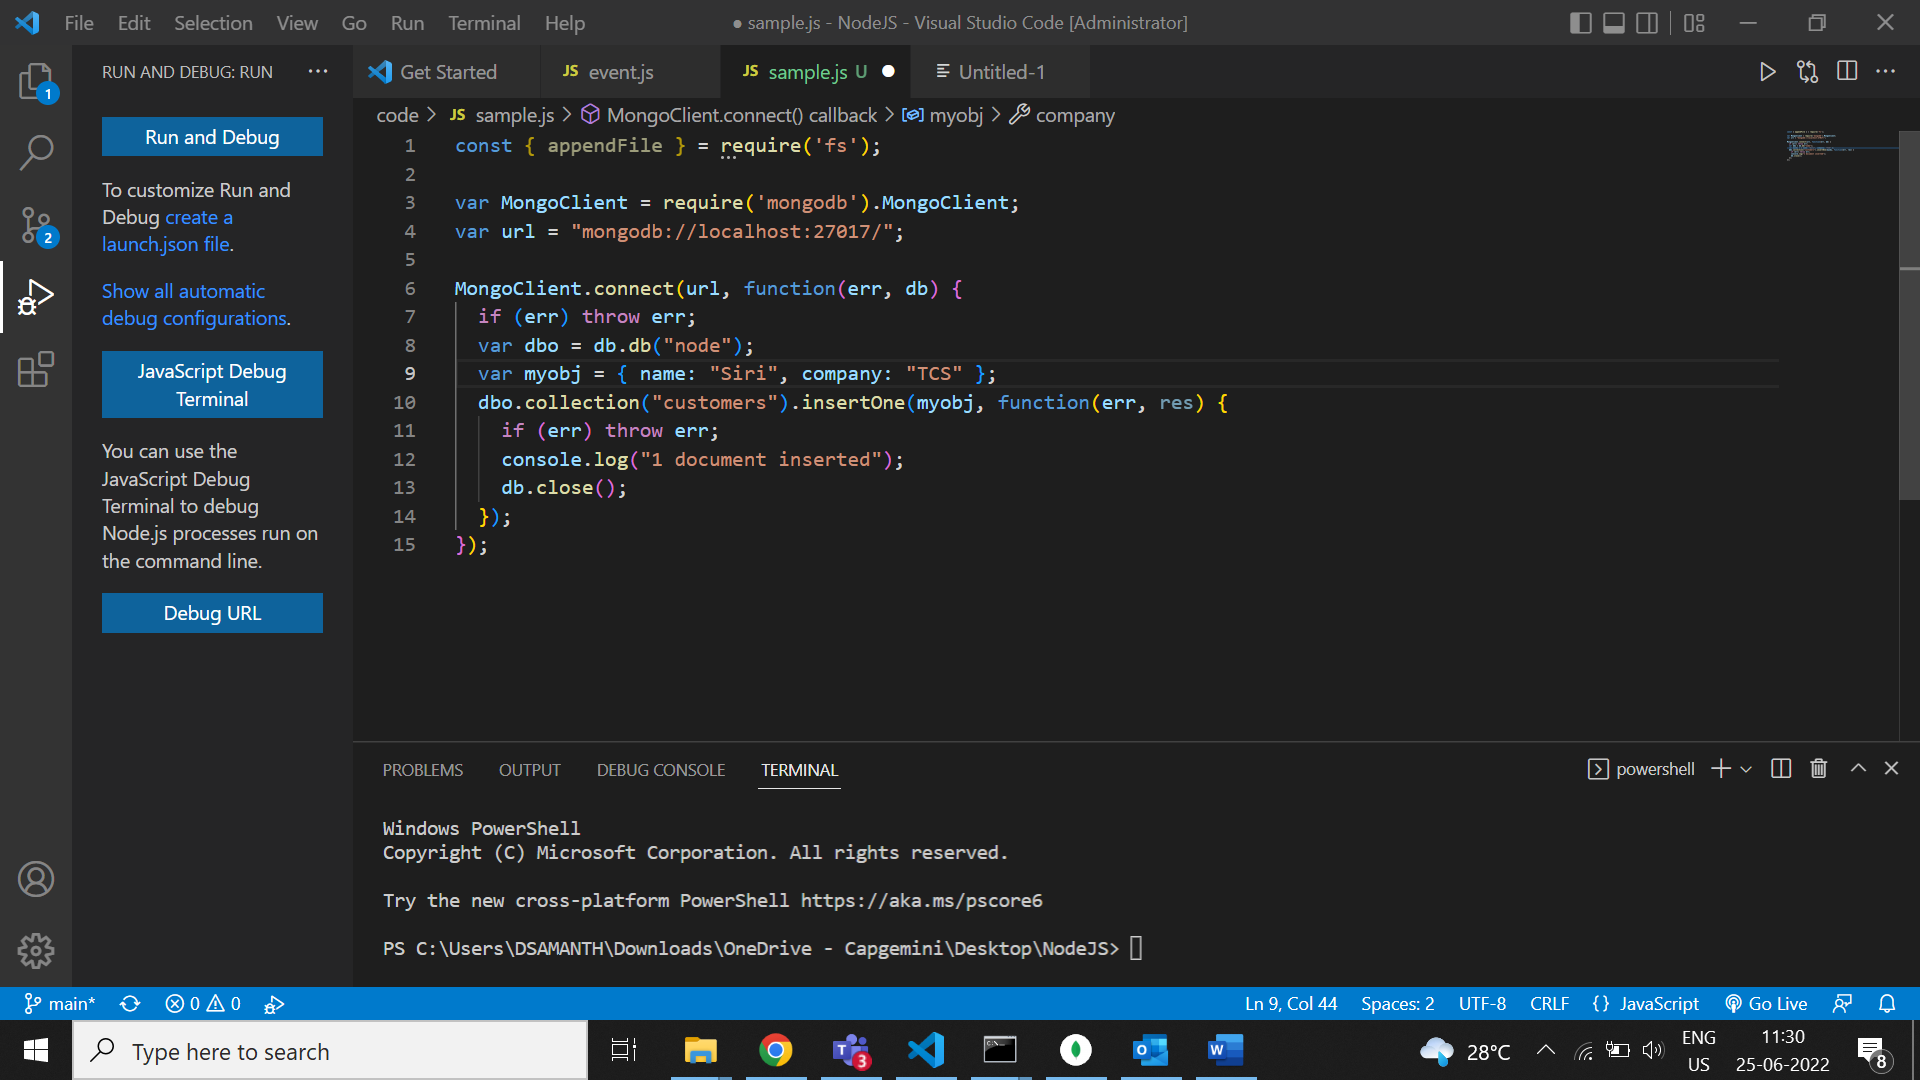 File Edit Selection View Go Run Terminal Help
● sample.js - NodeJS - Visual Studio Code [Administrator]
RUN AND DEBUG: RUN ···
Get Started
JS event.js
JS sample.js U ●
Untitled-1
code > JS sample.js > MongoClient.connect() callback > myobj > company
1
2
Run and Debug
To customize Run and
Debug create a
launch.json file.
Show all automatic
debug configurations.
JavaScript Debug
Terminal
You can use the
JavaScript Debug
Terminal to debug
Node.js processes run on
the command line.
Debug URL
1 const { appendFile } = require('fs');
2
3 var MongoClient = require('mongodb').MongoClient;
4 var url = "mongodb://localhost:27017/";
5
6 MongoClient.connect(url, function(err, db) {
7 if (err) throw err;
8 var dbo = db.db("node");
9 var myobj = { name: "Siri", company: "TCS" };
10 dbo.collection("customers").insertOne(myobj, function(err, res) {
11 if (err) throw err;
12 console.log("1 document inserted");
13 db.close();
14 });
15 });
PROBLEMS OUTPUT DEBUG CONSOLE TERMINAL
powershell
Windows PowerShell
Copyright (C) Microsoft Corporation. All rights reserved.
Try the new cross-platform PowerShell https://aka.ms/pscore6
PS C:\Users\DSAMANTH\Downloads\OneDrive - Capgemini\Desktop\NodeJS>
main* 0 0
Ln 9, Col 44 Spaces: 2 UTF-8 CRLF {} JavaScript Go Live
Type here to search
T 3
O
W
28°C
ENG
US
11:30
25-06-2022
8